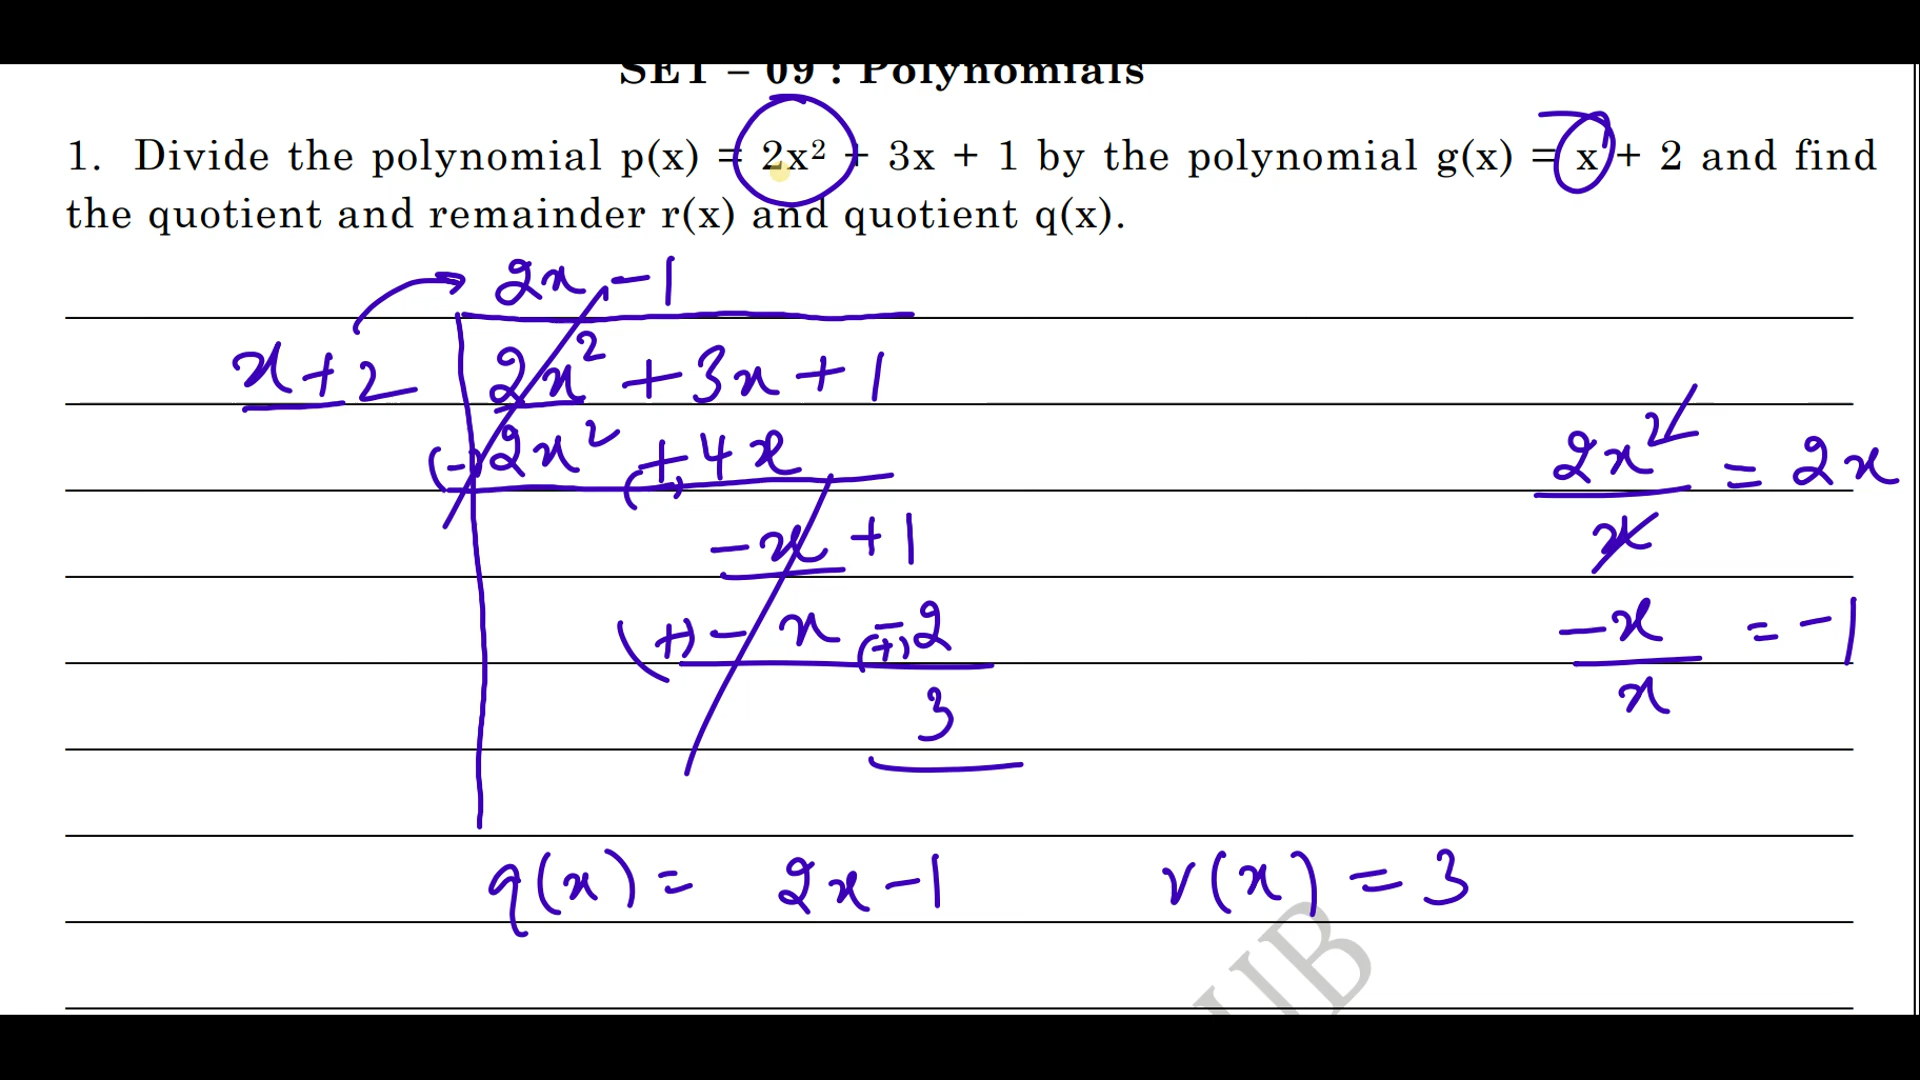 SET – 09 : Polynomials
1. Divide the polynomial p(x) = 2x² + 3x + 1 by the polynomial g(x) = x + 2 and find
the quotient and remainder r(x) and quotient q(x).
2x - 1
x + 2
2x² + 3x + 1
(-) 2x² + 4x
(-)
-x + 1
(+) - x - 2
(+)
3
2x²
x
= 2x
-x
x
= -1
q(x) = 2x - 1
r(x) = 3
UB